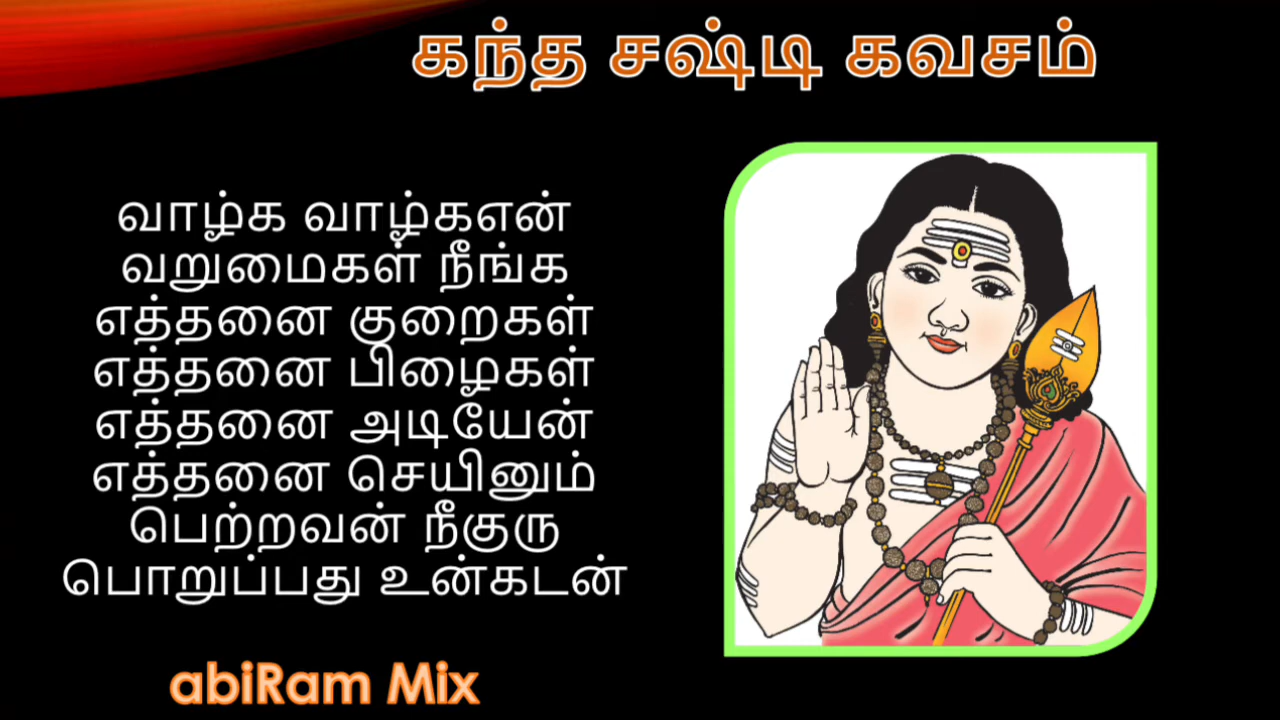 கந்த சஷ்டி கவசம்
வாழ்க வாழ்கஎன்
வறுமைகள் நீங்க
எத்தனை குறைகள்
எத்தனை பிழைகள்
எத்தனை அடியேன்
எத்தனை செயினும்
பெற்றவன் நீகுரு
பொறுப்பது உன்கடன்
abiRam Mix